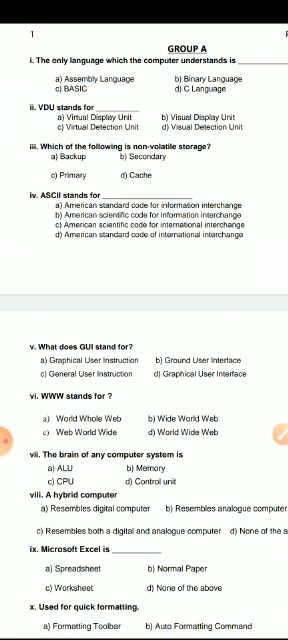 1
GROUP A
i. The only language which the computer understands is ________
a) Assembly Language b) Binary Language
c) BASIC d) C Language
ii. VDU stands for ________
a) Virtual Display Unit b) Visual Display Unit
c) Virtual Detection Unit d) Visual Detection Unit
iii. Which of the following is non-volatile storage?
a) Backup b) Secondary
c) Primary d) Cache
iv. ASCII stands for ________________
a) American standard code for information interchange
b) American scientific code for information interchange
c) American scientific code for international interchange
d) American standard code of international interchange
v. What does GUI stand for?
a) Graphical User Instruction b) Ground User Interface
c) General User Instruction d) Graphical User Interface
vi. WWW stands for ?
a) World Whole Web b) Wide World Web
c) Web World Wide d) World Wide Web
vii. The brain of any computer system is
a) ALU b) Memory
c) CPU d) Control unit
viii. A hybrid computer
a) Resembles digital computer b) Resembles analogue computer
c) Resembles both a digital and analogue computer d) None of the a
ix. Microsoft Excel is __________
a) Spreadsheet b) Normal Paper
c) Worksheet d) None of the above
x. Used for quick formatting.
a) Formatting Toolbar b) Auto Formatting Command